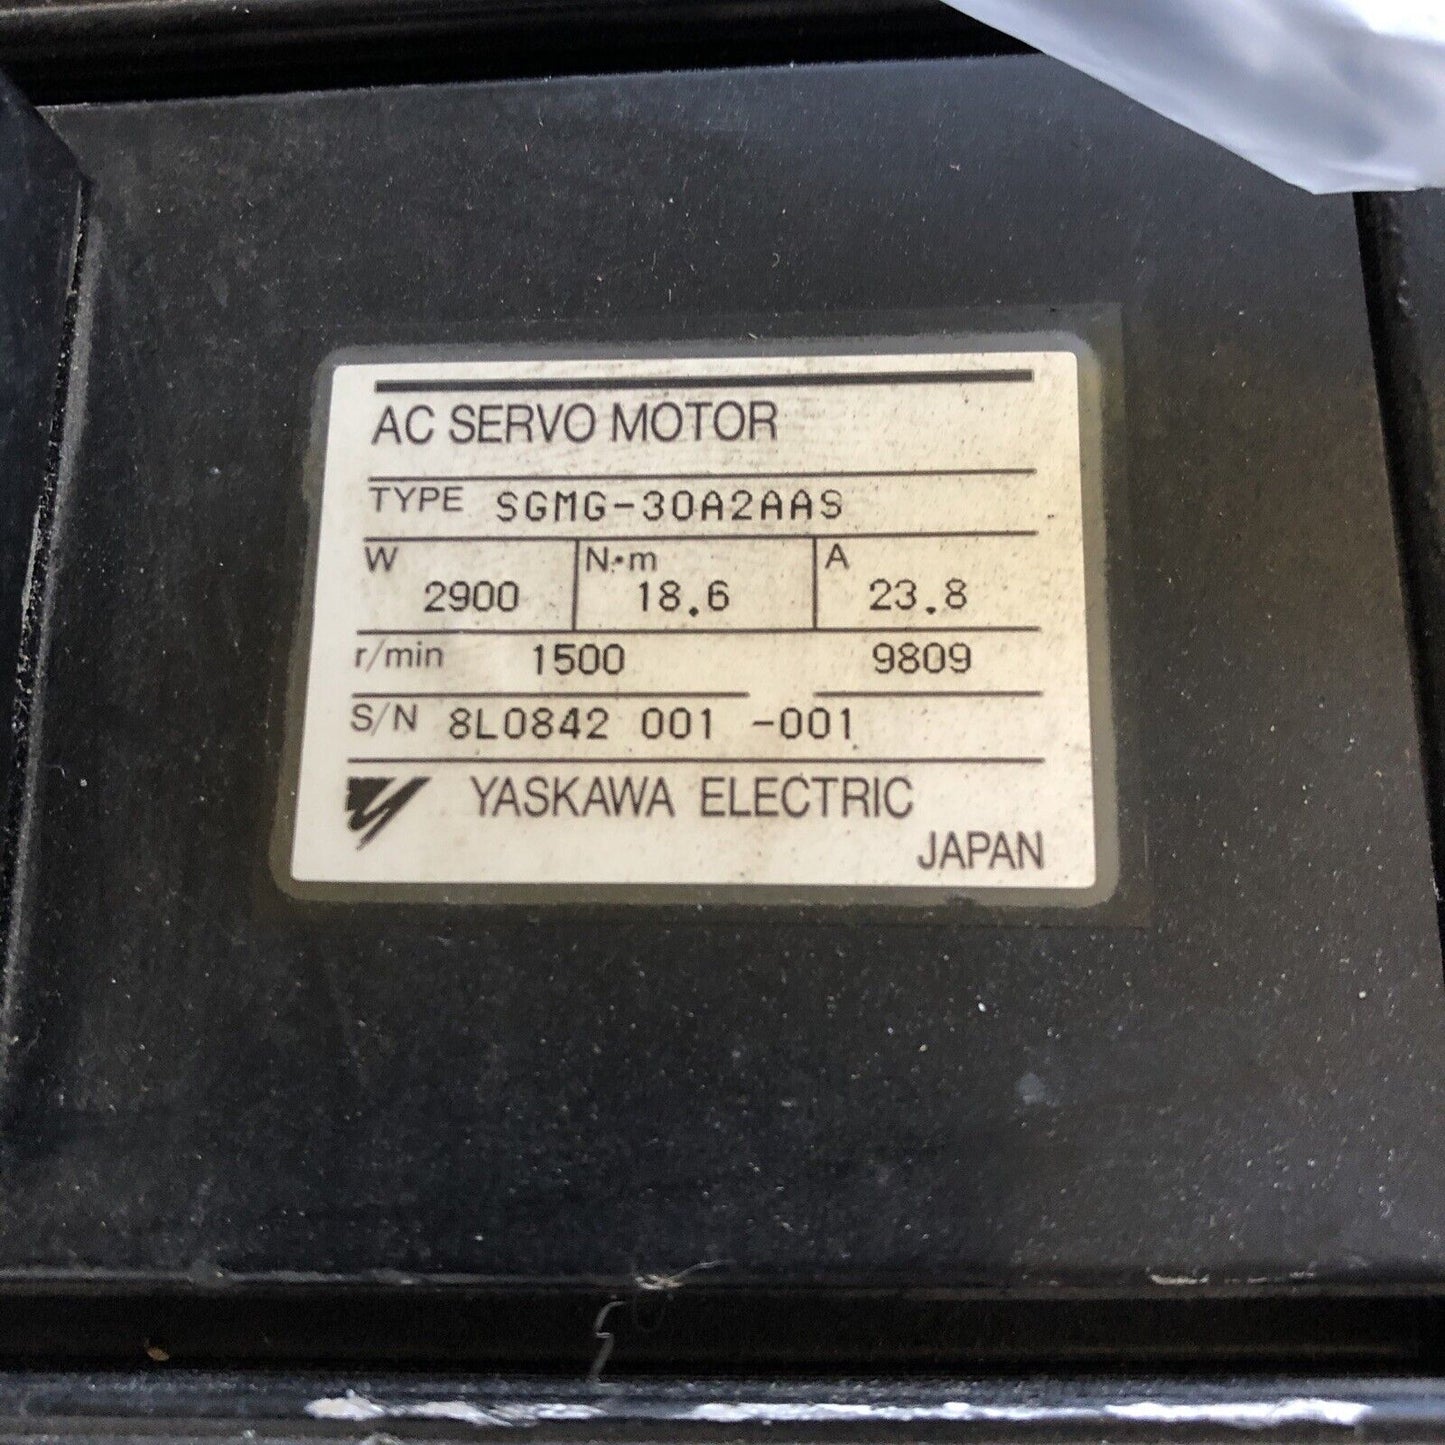 AC SERVO MOTOR
TYPE SGMG-30A2AAS
W 2900 N·m 18.6 A 23.8
r/min 1500 9809
S/N 8L0842 001 -001
YASKAWA ELECTRIC
JAPAN